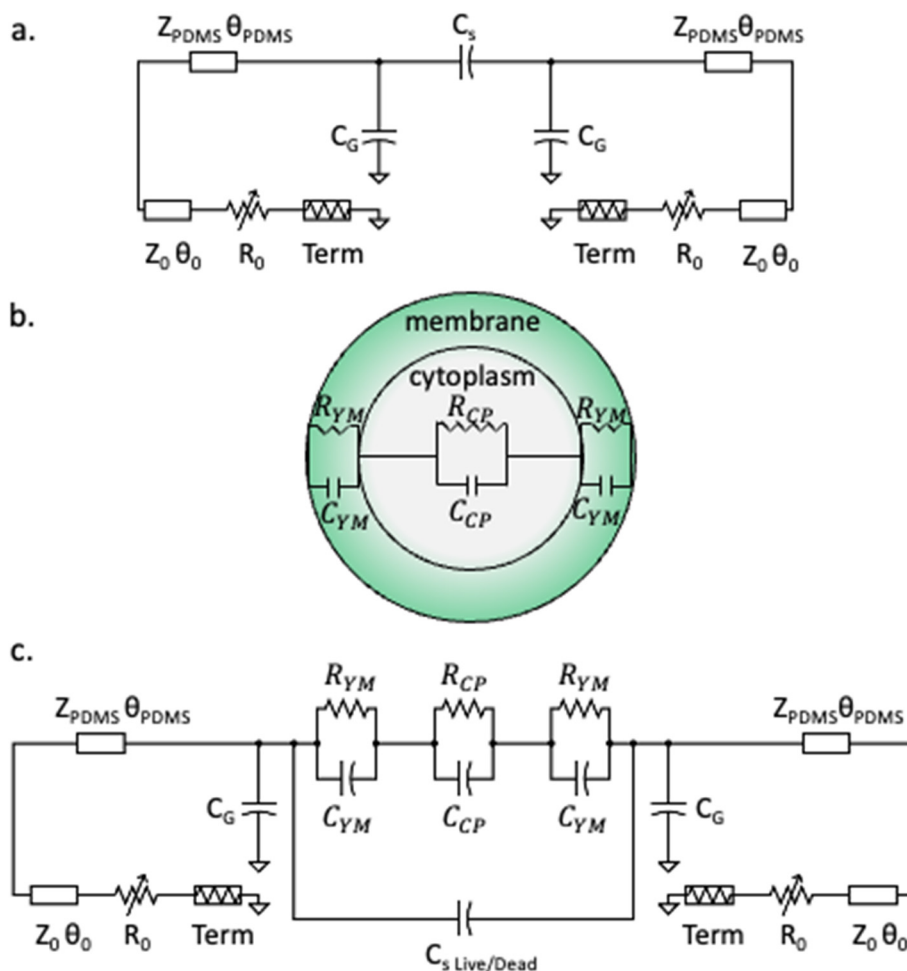 a.
Z_PDMS θ_PDMS C_s Z_PDMS θ_PDMS
C_G C_G
Z_0 θ_0 R_0 Term Term R_0 Z_0 θ_0
b.
membrane
cytoplasm
R_YM R_CP R_YM
C_YM C_CP C_YM
c.
R_YM R_CP R_YM
Z_PDMS θ_PDMS Z_PDMS θ_PDMS
C_G C_YM C_CP C_YM C_G
Z_0 θ_0 R_0 Term Term R_0 Z_0 θ_0
C_s Live/Dead